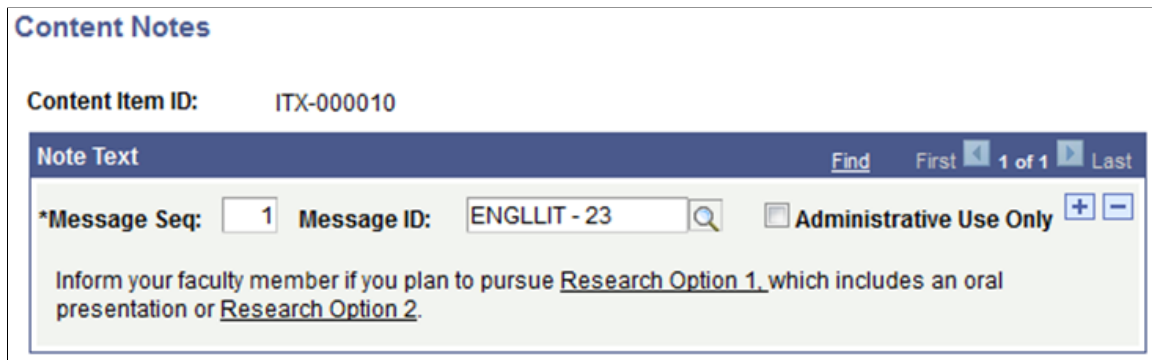 Content Notes
Content Item ID: ITX-000010
Note Text Find First 1 of 1 Last
*Message Seq: 1 Message ID: ENGLLIT - 23 Administrative Use Only
Inform your faculty member if you plan to pursue Research Option 1, which includes an oral
presentation or Research Option 2.